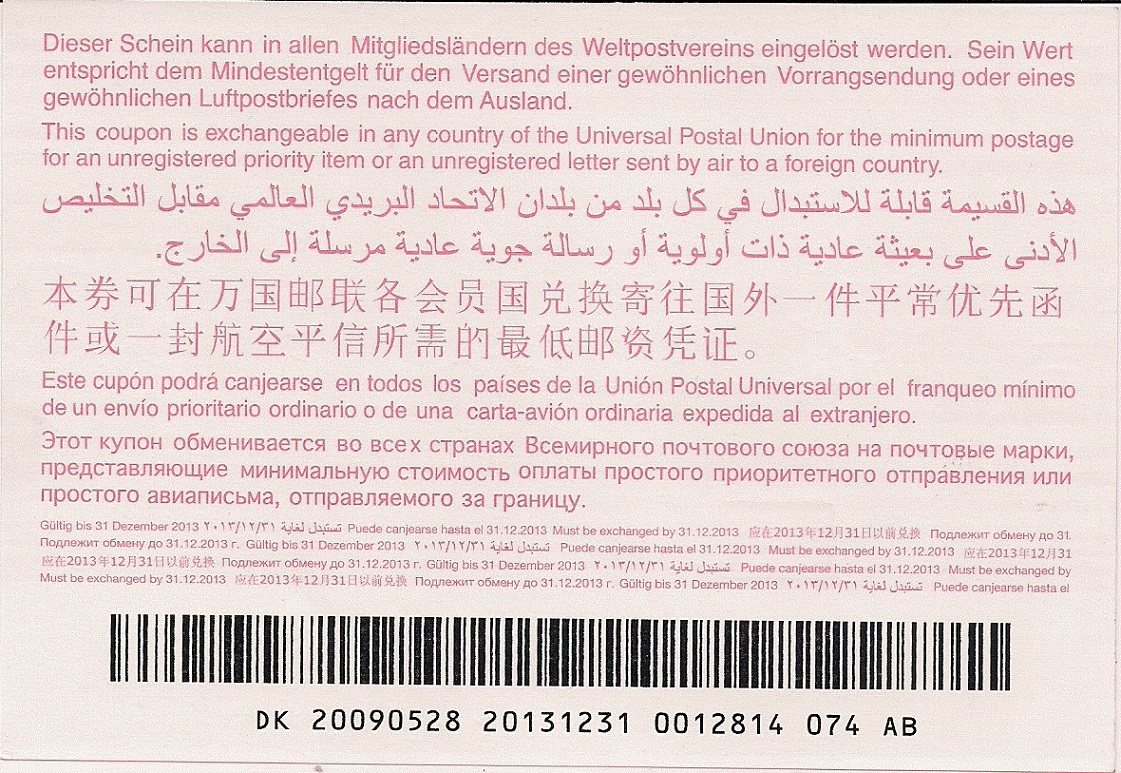 Dieser Schein kann in allen Mitgliedsländern des Weltpostvereins eingelöst werden. Sein Wert
entspricht dem Mindestentgelt für den Versand einer gewöhnlichen Vorrangsendung oder eines
gewöhnlichen Luftpostbriefes nach dem Ausland.
This coupon is exchangeable in any country of the Universal Postal Union for the minimum postage
for an unregistered priority item or an unregistered letter sent by air to a foreign country.
هذه القسيمة قابلة للاستبدال في كل بلد من بلدان الاتحاد البريدي العالمي مقابل التخليص
الأدنى على بعيثة عادية ذات أولوية أو رسالة جوية عادية مرسلة إلى الخارج.
本券可在万国邮联各会员国兑换寄往国外一件平常优先函
件或一封航空平信所需的最低邮资凭证。
Este cupón podrá canjearse en todos los países de la Unión Postal Universal por el franqueo mínimo
de un envío prioritario ordinario o de una carta-avión ordinaria expedida al extranjero.
Этот купон обменивается во всех странах Всемирного почтового союза на почтовые марки,
представляющие минимальную стоимость оплаты простого приоритетного отправления или
простого авиаписьма, отправляемого за границу.
Gültig bis 31 Dezember 2013 تستبدل لغاية ٢٠١٣/١٢/٣١ Puede canjearse hasta el 31.12.2013 Must be exchanged by 31.12.2013 应在2013年12月31日以前兑换 Подлежит обмену до 31.
Подлежит обмену до 31.12.2013 г. Gültig bis 31 Dezember 2013 تستبدل لغاية ٢٠١٣/١٢/٣١ Puede canjearse hasta el 31.12.2013 Must be exchanged by 31.12.2013 应在2013年12月31
应在2013年12月31日以前兑换 Подлежит обмену до 31.12.2013 г. Gültig bis 31 Dezember 2013 تستبدل لغاية ٢٠١٣/١٢/٣١ Puede canjearse hasta el 31.12.2013 Must be exchanged by
Must be exchanged by 31.12.2013 应在2013年12月31日以前兑换 Подлежит обмену до 31.12.2013 г. Gültig bis 31 Dezember 2013 تستبدل لغاية ٢٠١٣/١٢/٣١ Puede canjearse hasta el
DK 20090528 20131231 0012814 074 AB